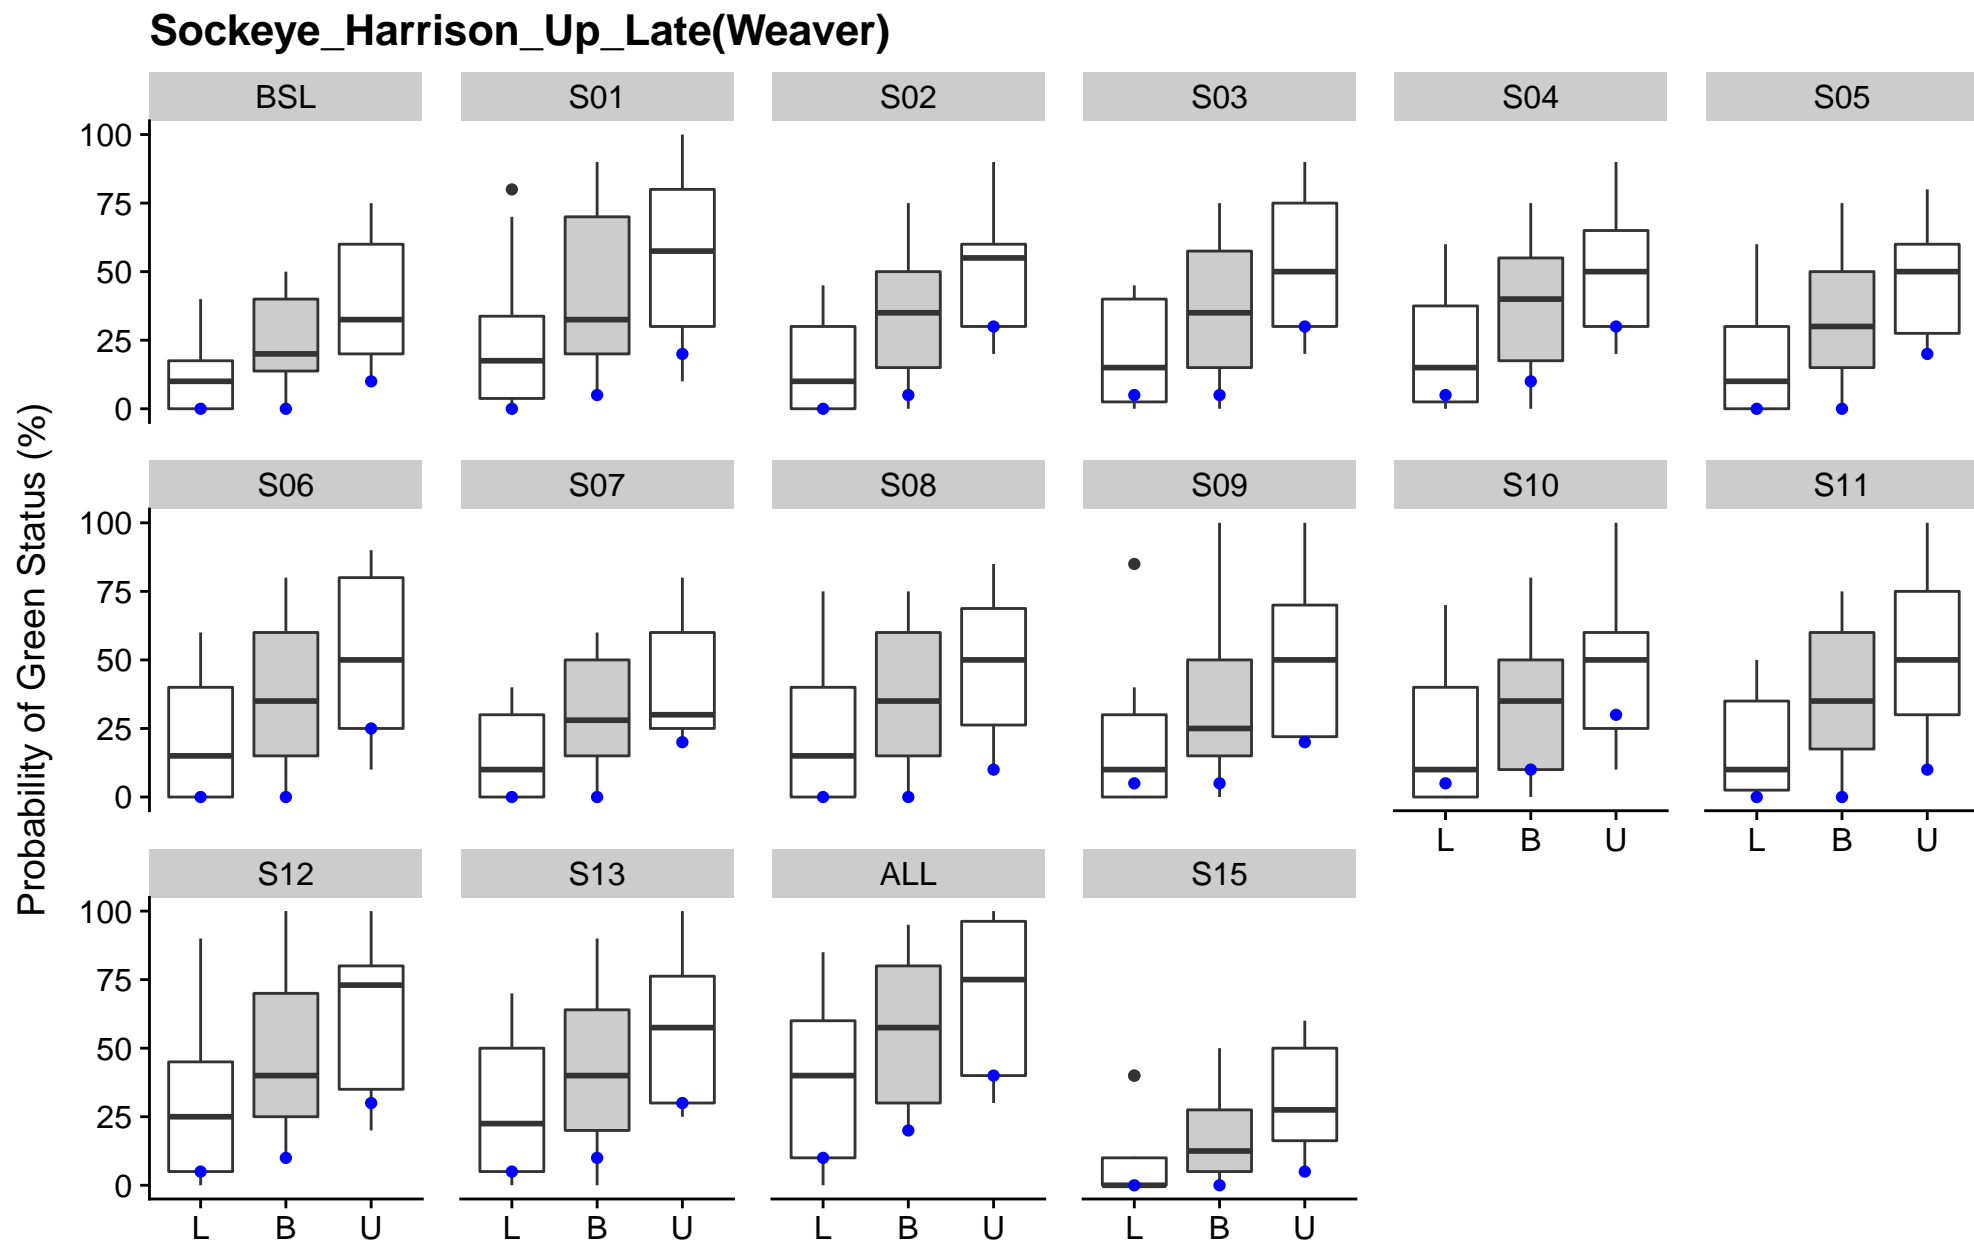 Sockeye_Harrison_Up_Late(Weaver)
BSL S01 S02 S03 S04 S05
100
75
50
25
0
Probability of Green Status (%)
S06 S07 S08 S09 S10 S11
100
75
50
25
0
L B U L B U
S12 S13 ALL S15
100
75
50
25
0
L B U L B U L B U L B U